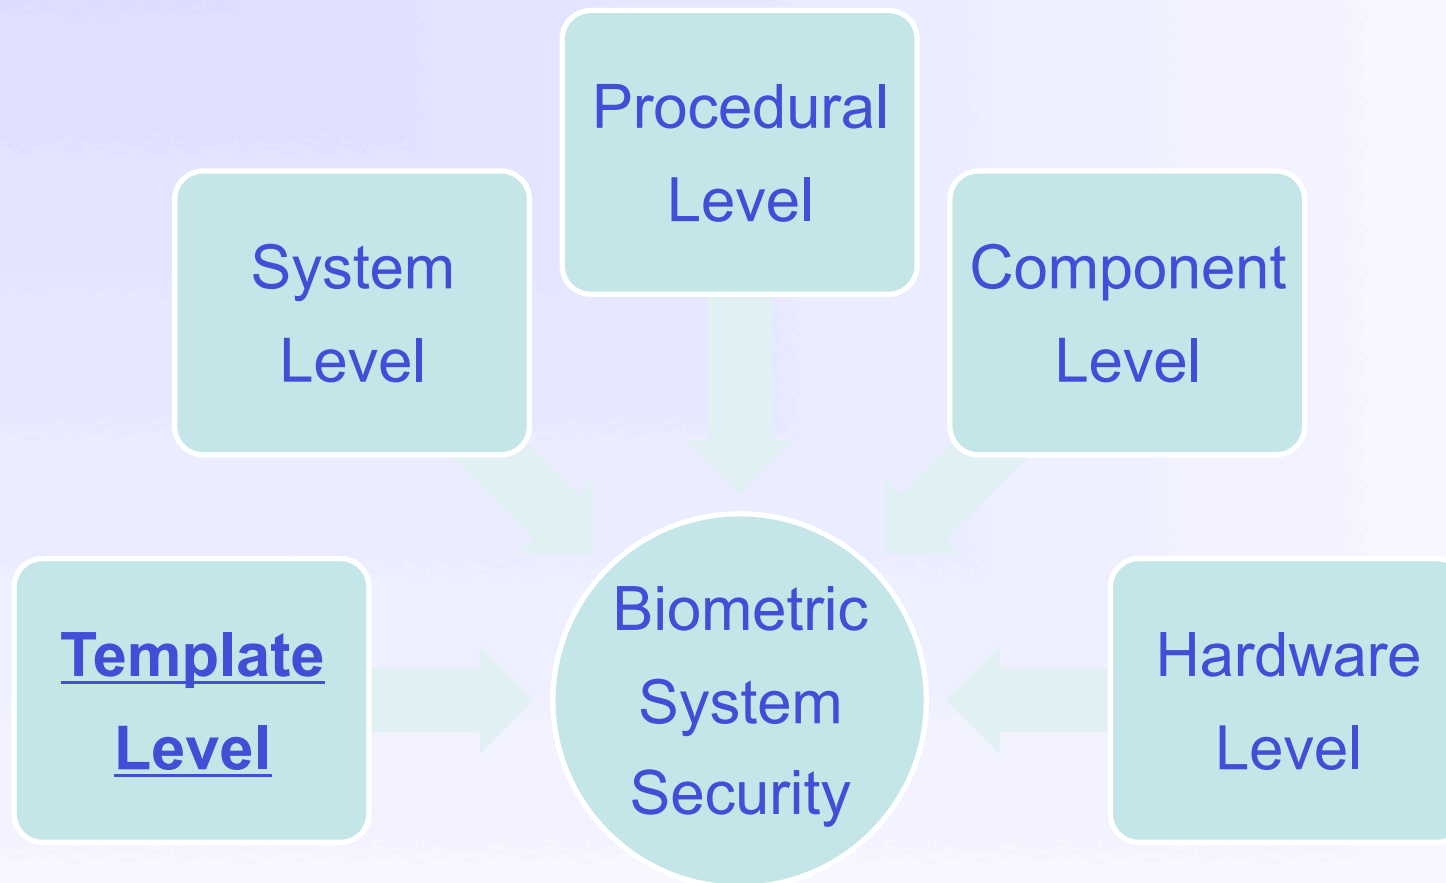 Procedural
Level
System
Level
Component
Level
Template
Level
Biometric
System
Security
Hardware
Level